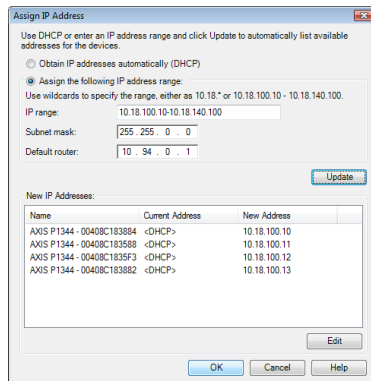 Assign IP Address
Use DHCP or enter an IP address range and click Update to automatically list available
addresses for the devices.
Obtain IP addresses automatically (DHCP)
Assign the following IP address range:
Use wildcards to specify the range, either as 10.18.* or 10.18.100.10 - 10.18.140.100.
IP range: 10.18.100.10-10.18.140.100
Subnet mask: 255 . 255 . 0 . 0
Default router: 10 . 94 . 0 . 1
Update
New IP Addresses:
Name Current Address New Address
AXIS P1344 - 00408C183884 <DHCP> 10.18.100.10
AXIS P1344 - 00408C183588 <DHCP> 10.18.100.11
AXIS P1344 - 00408C1835F3 <DHCP> 10.18.100.12
AXIS P1344 - 00408C183882 <DHCP> 10.18.100.13
Edit
OK Cancel Help